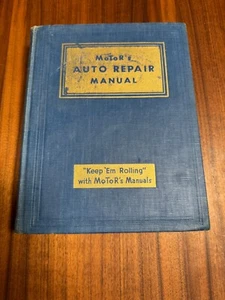 MoToR's
AUTO REPAIR
MANUAL
"Keep 'Em Rolling"
with MoToR's Manuals